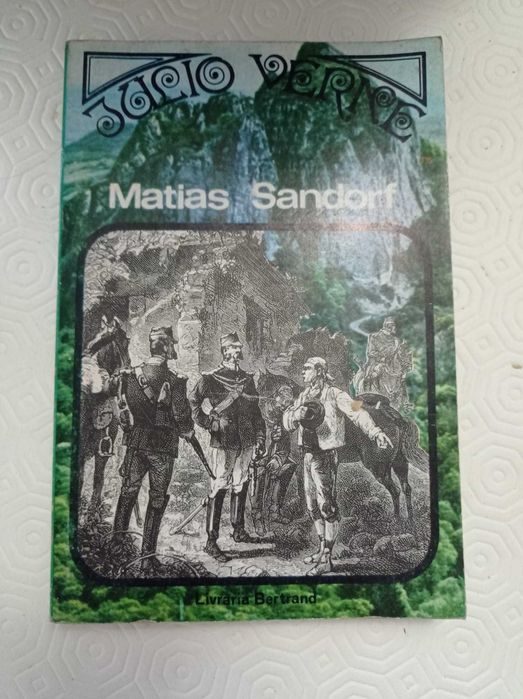 JULIO VERNE
Matias Sandorf
Livraria Bertrand